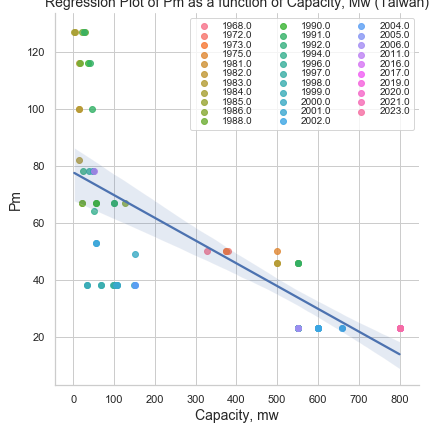 Regression Plot of Pm as a function of Capacity, Mw (Taiwan)
1968.0 1990.0 2004.0
1972.0 1991.0 2005.0
1973.0 1992.0 2006.0
1975.0 1994.0 2011.0
1981.0 1996.0 2016.0
1982.0 1997.0 2017.0
1983.0 1998.0 2019.0
1984.0 1999.0 2020.0
1985.0 2000.0 2021.0
1986.0 2001.0 2023.0
1988.0 2002.0
120
100
80
60
40
20
Pm
0 100 200 300 400 500 600 700 800
Capacity, mw